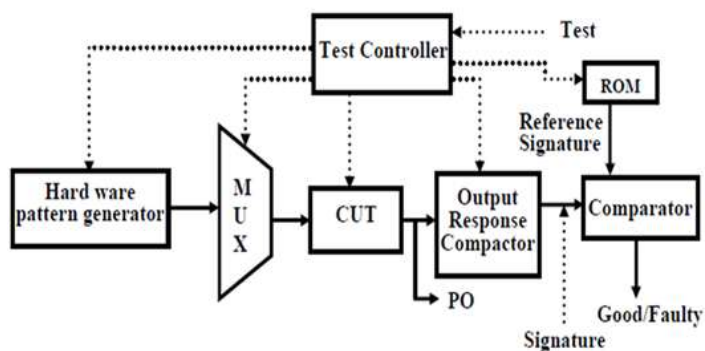 Test Controller
Test
ROM
Reference
Signature
Hard ware
pattern generator
M
U
X
CUT
Output
Response
Compactor
Comparator
PO
Good/Faulty
Signature